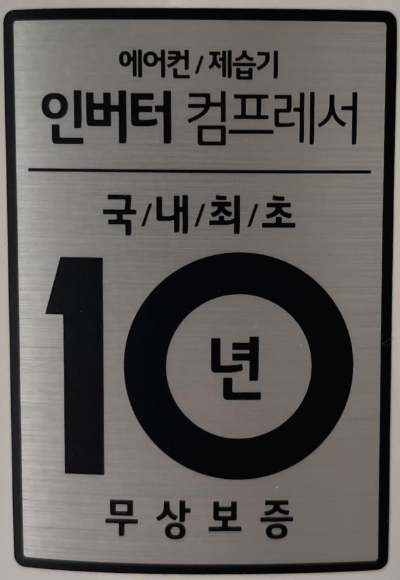 에어컨/제습기
인버터 컴프레서
국/내/최/초
10년
무상보증